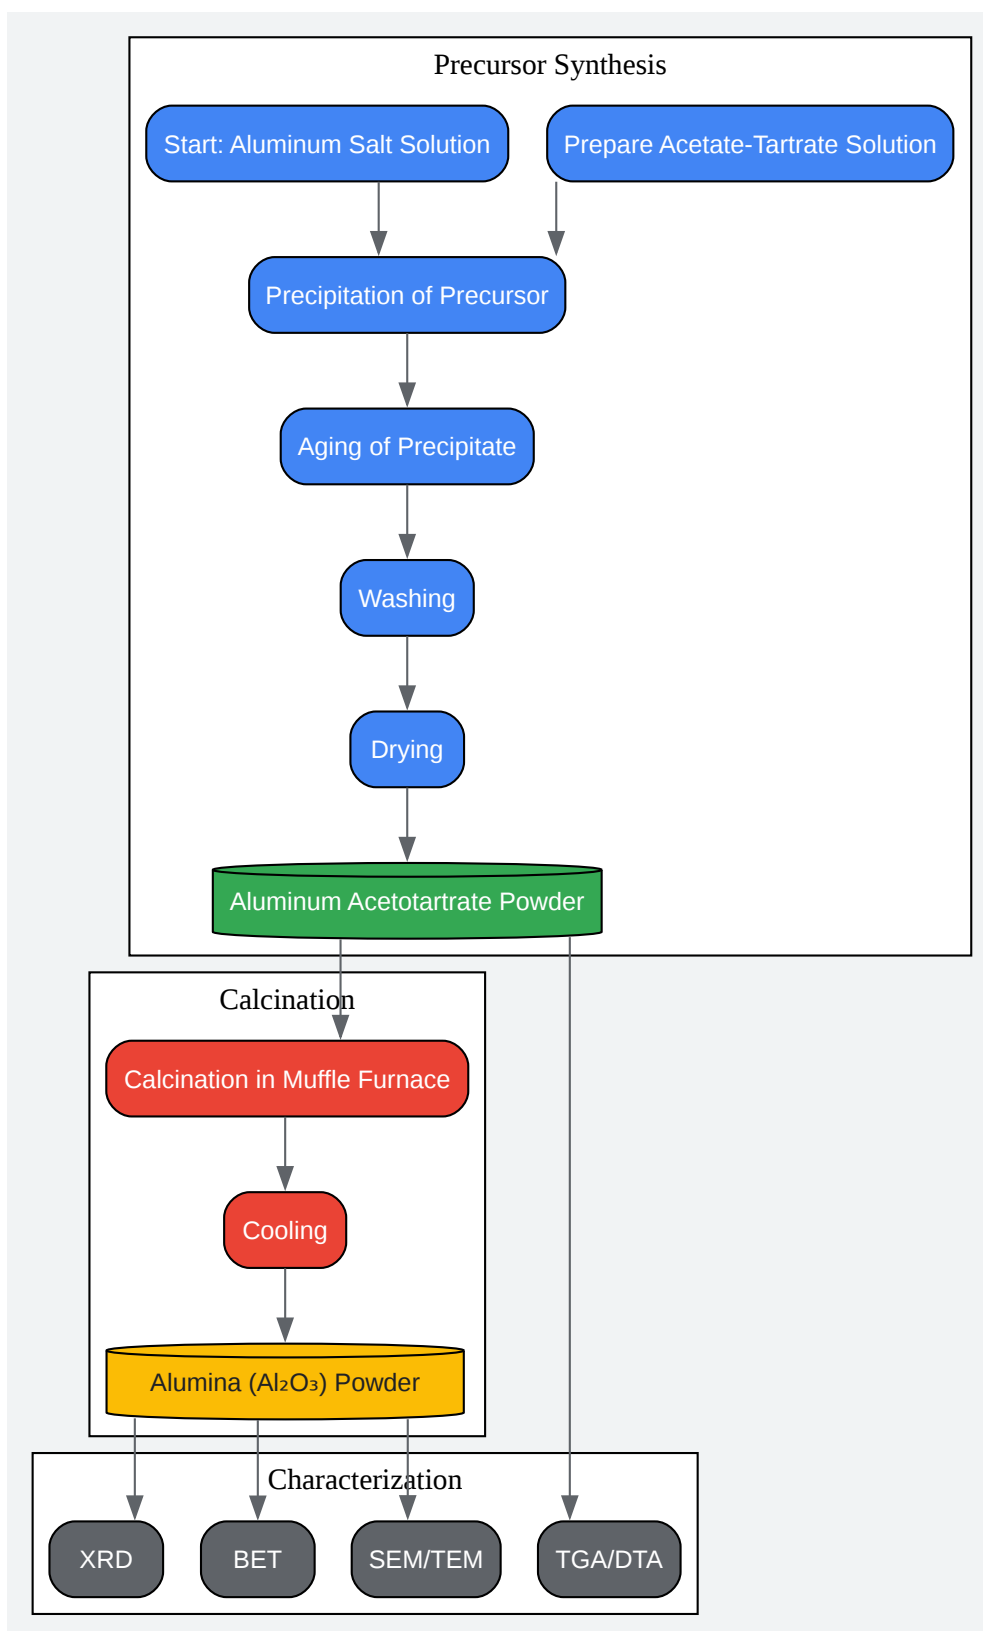 Precursor Synthesis
Start: Aluminum Salt Solution
Prepare Acetate-Tartrate Solution
Precipitation of Precursor
Aging of Precipitate
Washing
Drying
Aluminum Acetotartrate Powder
Calcination
Calcination in Muffle Furnace
Cooling
Alumina (Al₂O₃) Powder
Characterization
XRD
BET
SEM/TEM
TGA/DTA